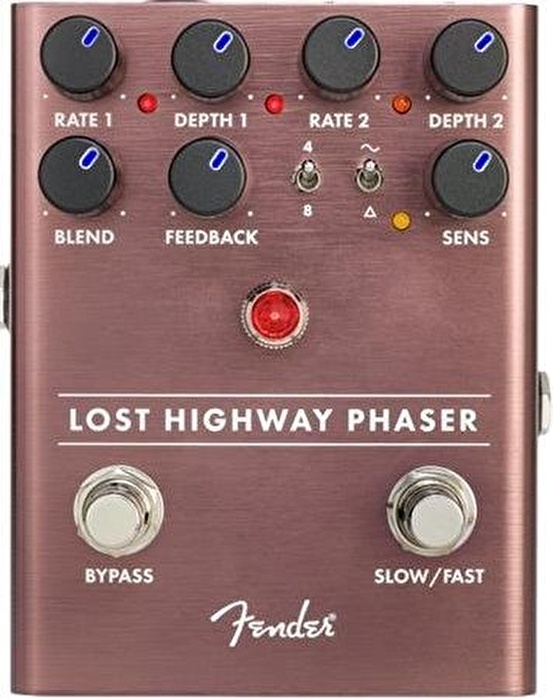 RATE 1 DEPTH 1 RATE 2 DEPTH 2
4
8
BLEND FEEDBACK SENS
LOST HIGHWAY PHASER
BYPASS SLOW/FAST
Fender®